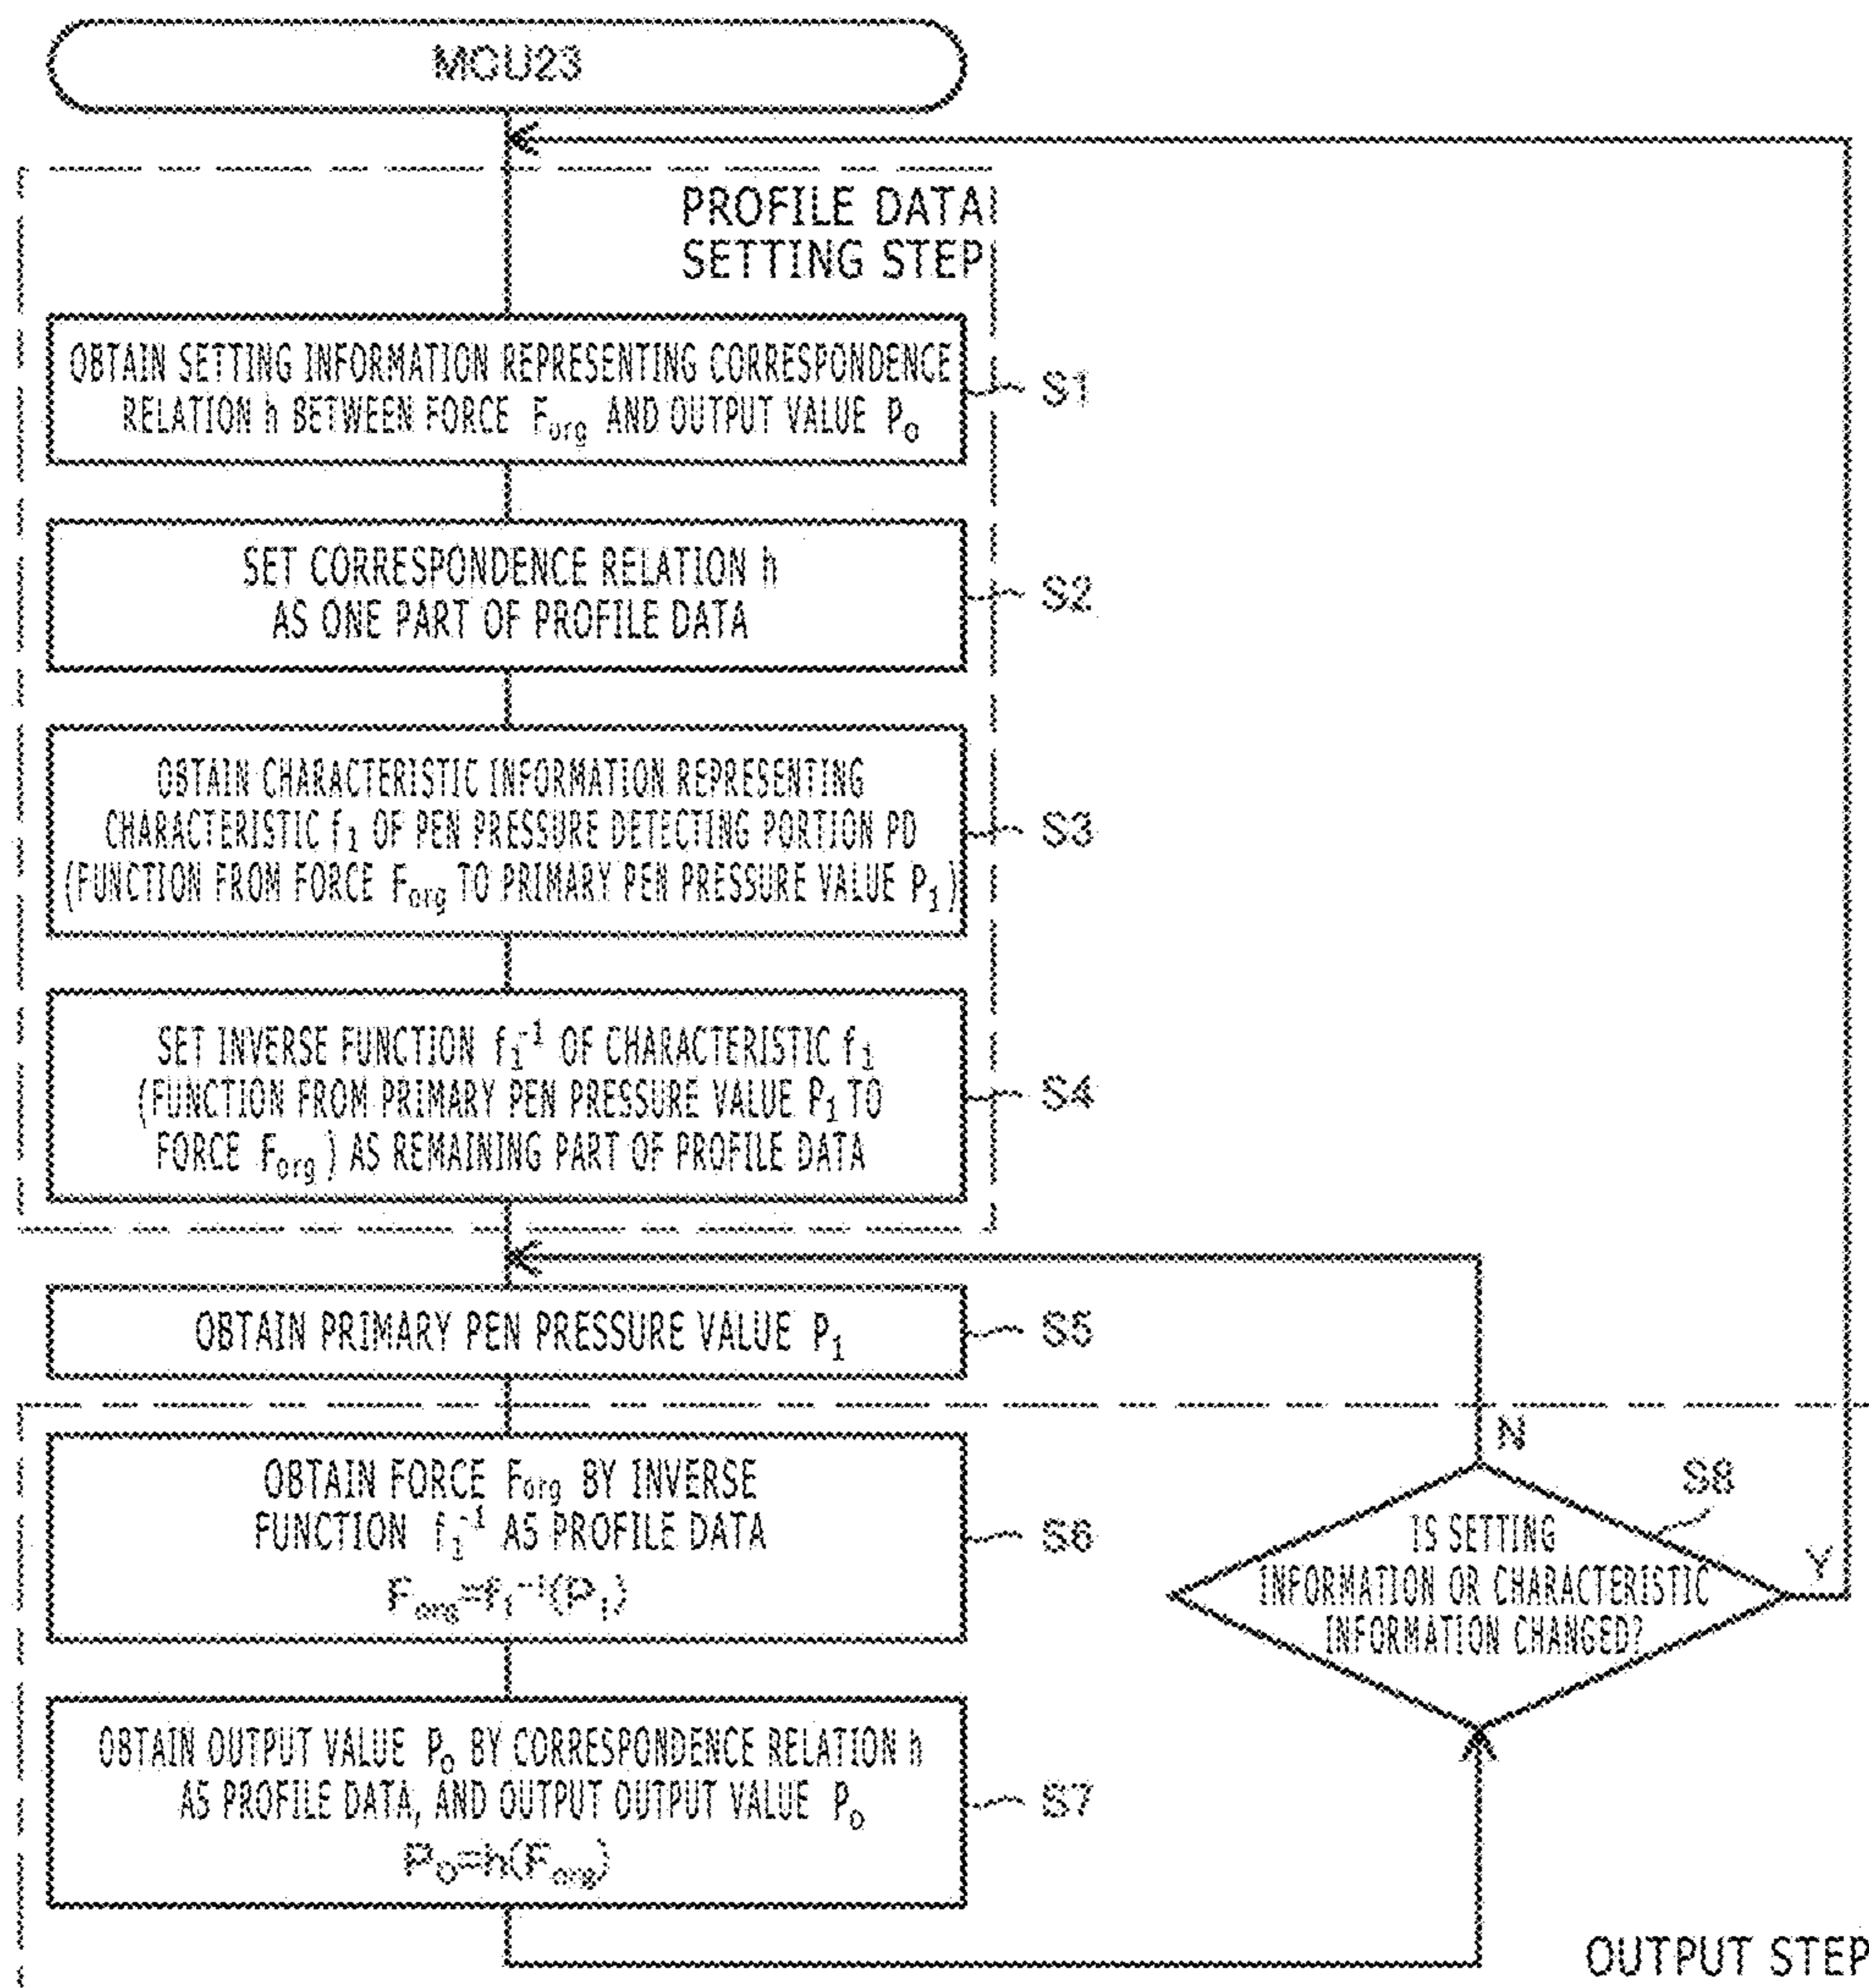 MCU23
PROFILE DATA
SETTING STEP
OBTAIN SETTING INFORMATION REPRESENTING CORRESPONDENCE
RELATION h BETWEEN FORCE Forg AND OUTPUT VALUE Po
S1
SET CORRESPONDENCE RELATION h
AS ONE PART OF PROFILE DATA
S2
OBTAIN CHARACTERISTIC INFORMATION REPRESENTING
CHARACTERISTIC f1 OF PEN PRESSURE DETECTING PORTION PD
(FUNCTION FROM FORCE Forg TO PRIMARY PEN PRESSURE VALUE P1)
S3
SET INVERSE FUNCTION f1⁻¹ OF CHARACTERISTIC f1
(FUNCTION FROM PRIMARY PEN PRESSURE VALUE P1 TO
FORCE Forg) AS REMAINING PART OF PROFILE DATA
S4
OBTAIN PRIMARY PEN PRESSURE VALUE P1
S5
OBTAIN FORCE Forg BY INVERSE
FUNCTION f1⁻¹ AS PROFILE DATA
Forg=f1⁻¹(P1)
S6
N
S8
IS SETTING
INFORMATION OR CHARACTERISTIC
INFORMATION CHANGED?
Y
OBTAIN OUTPUT VALUE Po BY CORRESPONDENCE RELATION h
AS PROFILE DATA, AND OUTPUT OUTPUT VALUE Po
Po=h(Forg)
S7
OUTPUT STEP